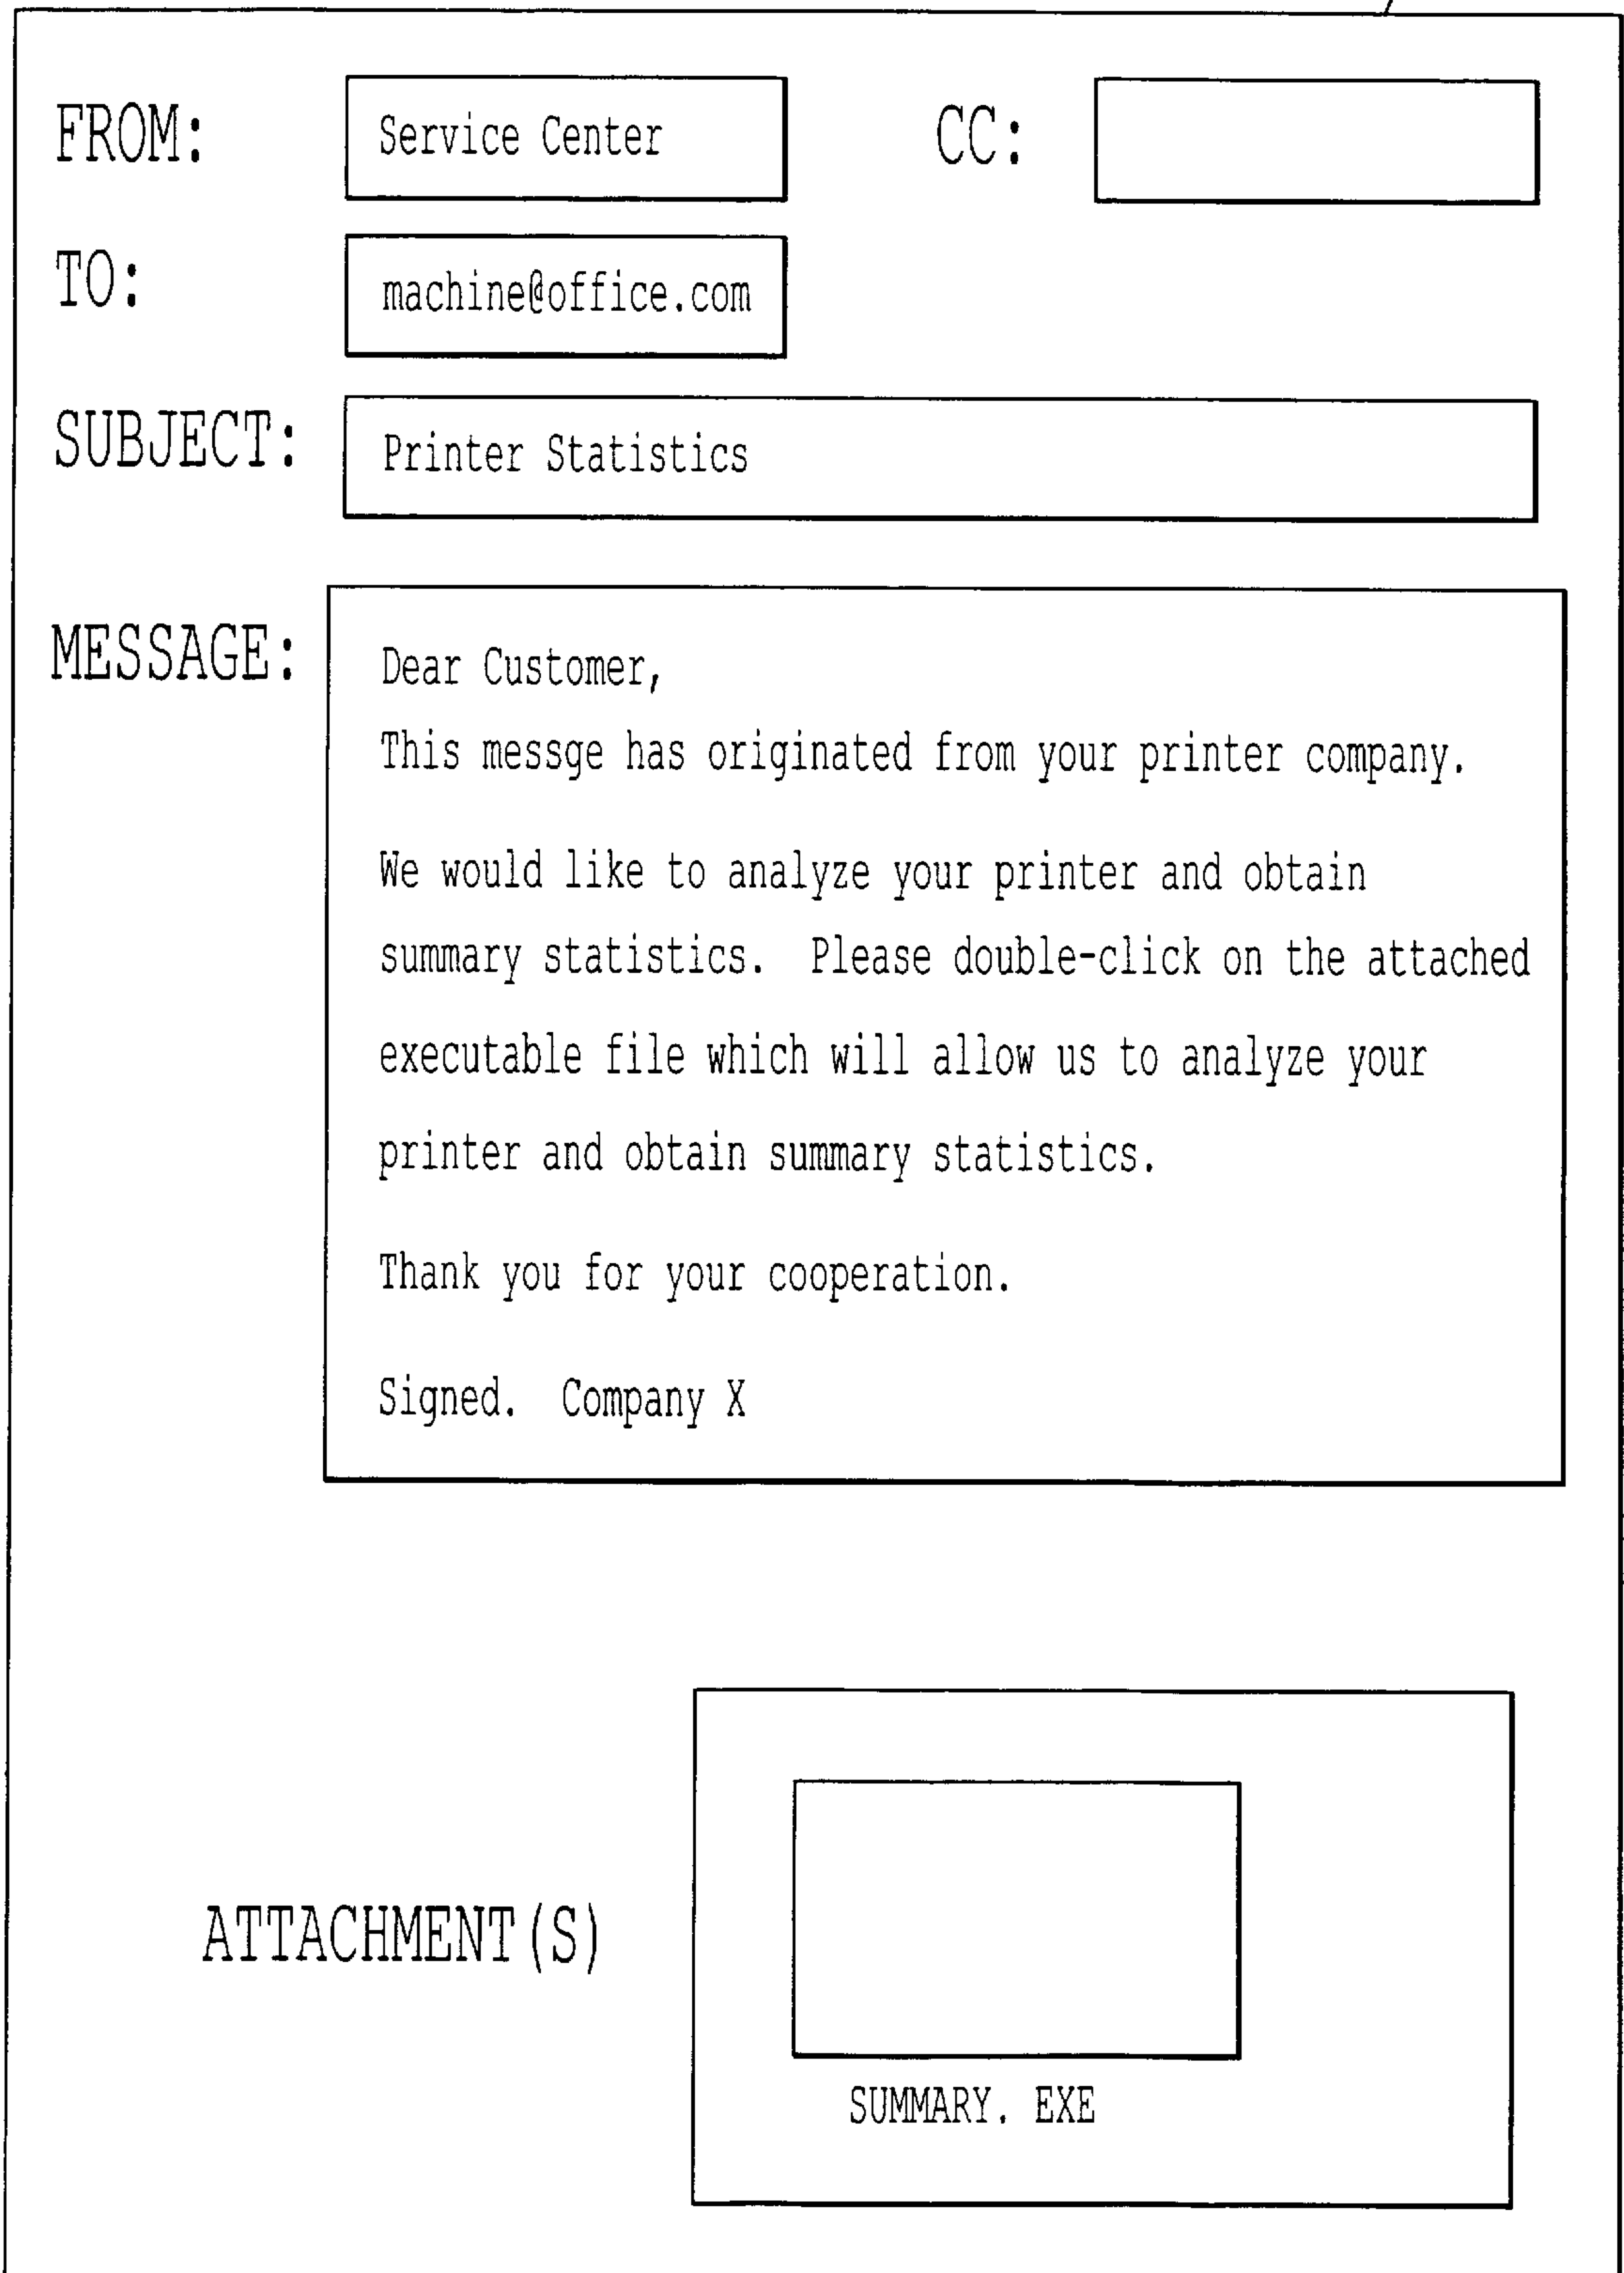 FROM: Service Center CC:
TO: machine@office.com
SUBJECT: Printer Statistics
MESSAGE: Dear Customer,
This messge has originated from your printer company.
We would like to analyze your printer and obtain
summary statistics.  Please double-click on the attached
executable file which will allow us to analyze your
printer and obtain summary statistics.
Thank you for your cooperation.
Signed.  Company X
ATTACHMENT(S)
SUMMARY. EXE